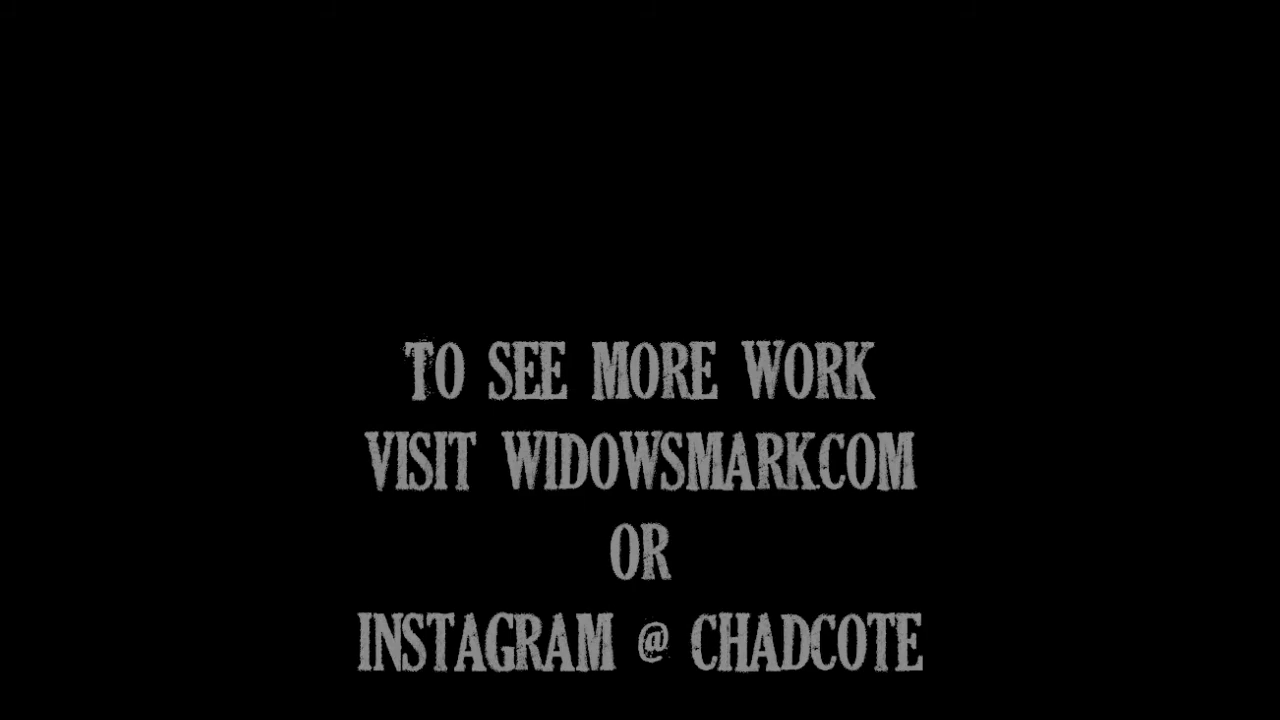 TO SEE MORE WORK
VISIT WIDOWSMARK.COM
OR
INSTAGRAM @ CHADCOTE